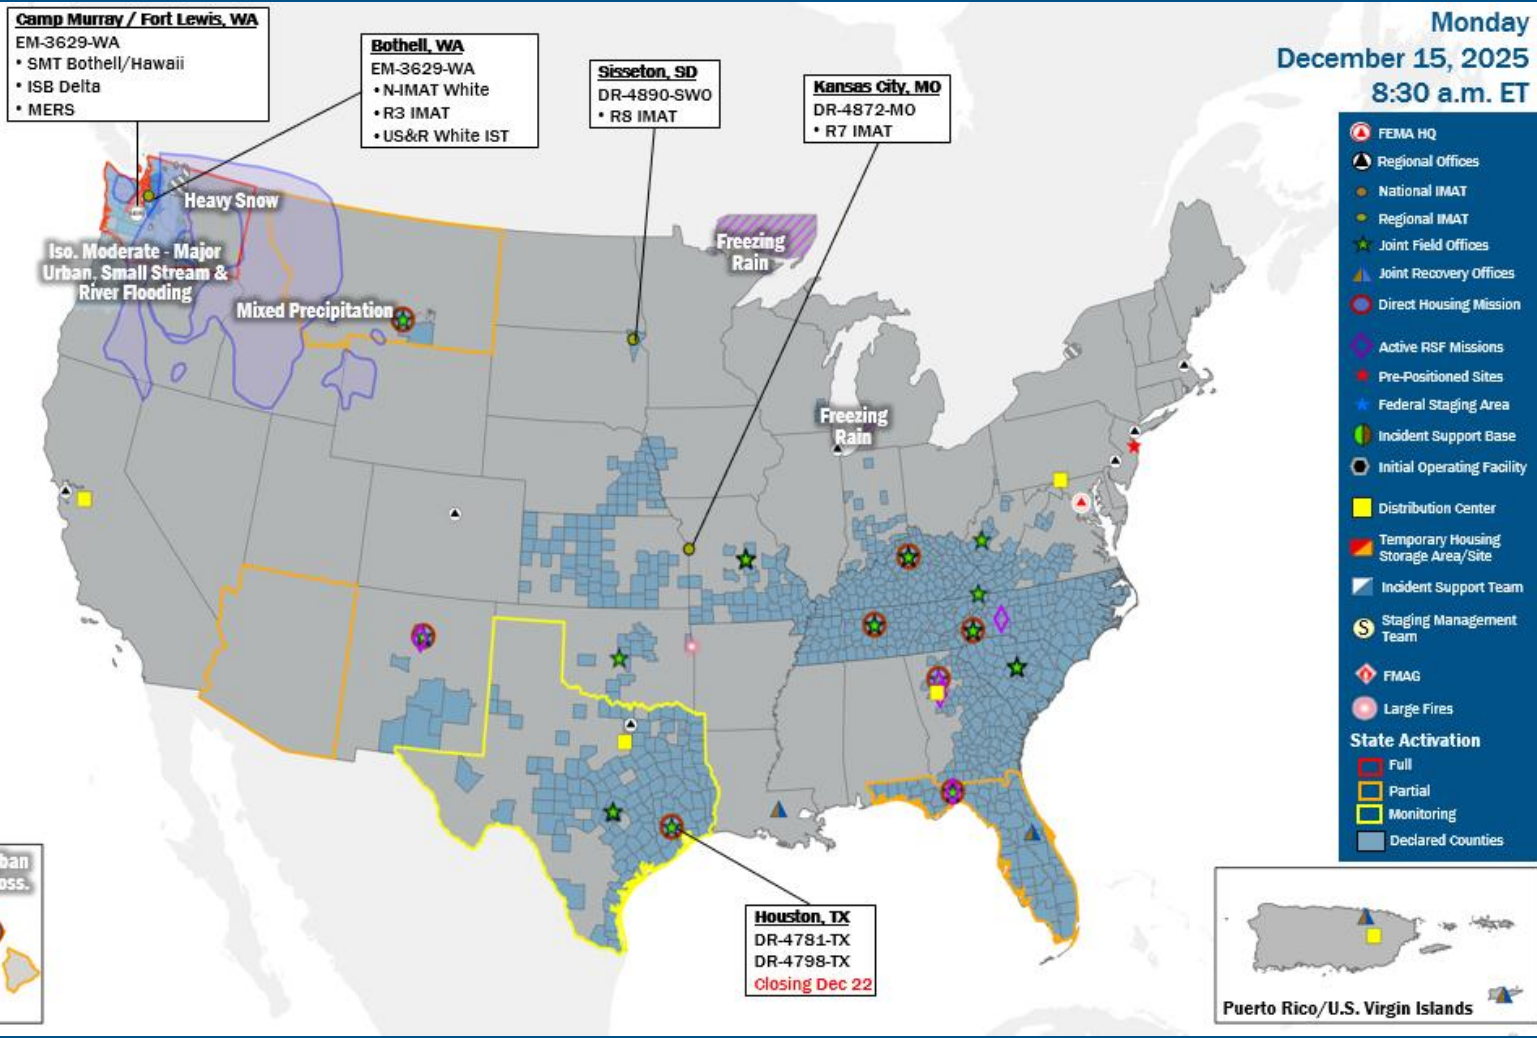 Camp Murray / Fort Lewis, WA
EM-3629-WA
• SMT Bothell/Hawaii
• ISB Delta
• MERS
Bothell, WA
EM-3629-WA
• N-IMAT White
• R3 IMAT
• US&R White IST
Sisseton, SD
DR-4890-SWO
• R8 IMAT
Kansas City, MO
DR-4872-MO
• R7 IMAT
Monday
December 15, 2025
8:30 a.m. ET
Heavy Snow
Iso. Moderate - Major
Urban, Small Stream &
River Flooding
Mixed Precipitation
Freezing
Rain
Freezing
Rain
FEMA HQ
Regional Offices
National IMAT
Regional IMAT
Joint Field Offices
Joint Recovery Offices
Direct Housing Mission
Active RSF Missions
Pre-Positioned Sites
Federal Staging Area
Incident Support Base
Initial Operating Facility
Distribution Center
Temporary Housing
Storage Area/Site
Incident Support Team
S Staging Management
Team
FMAG
Large Fires
State Activation
Full
Partial
Monitoring
Declared Counties
ban
oss.
Houston, TX
DR-4781-TX
DR-4798-TX
Closing Dec 22
Puerto Rico/U.S. Virgin Islands